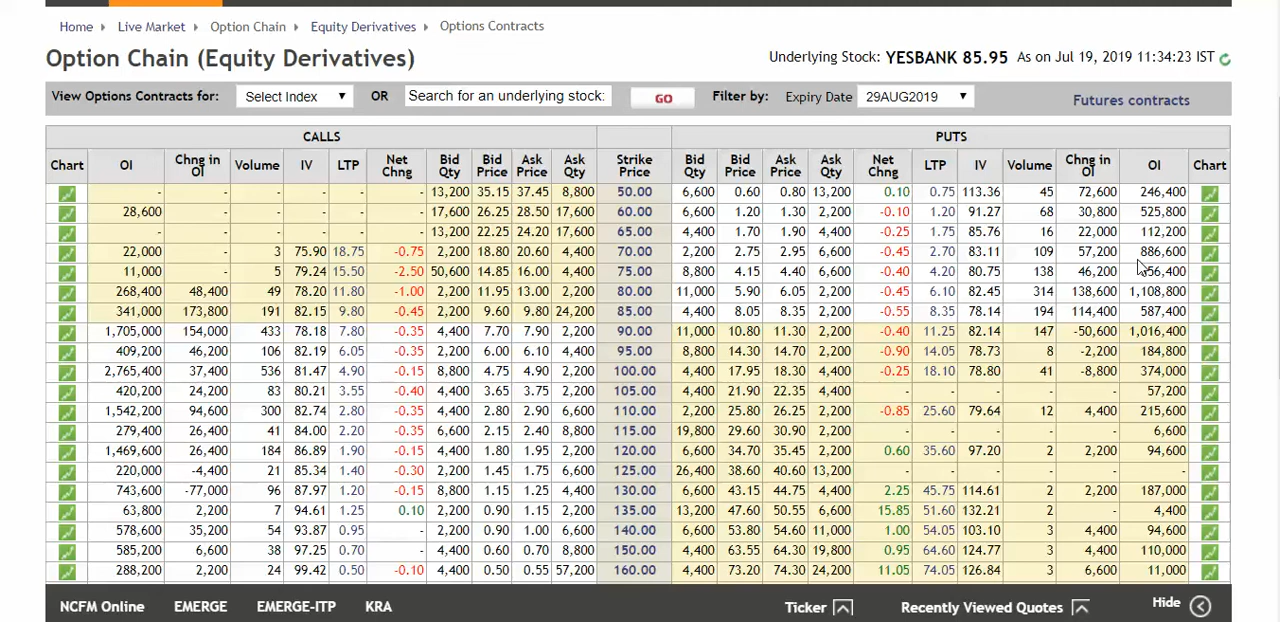 Home Live Market Option Chain Equity Derivatives Options Contracts
Option Chain (Equity Derivatives)
Underlying Stock: YESBANK 85.95 As on Jul 19, 2019 11:34:23 IST
View Options Contracts for: Select Index OR Search for an underlying stock: GO Filter by: Expiry Date 29AUG2019 Futures contracts
CALLS PUTS
Chart OI Chng in OI Volume IV LTP Net Chng Bid Qty Bid Price Ask Price Ask Qty Strike Price Bid Qty Bid Price Ask Price Ask Qty Net Chng LTP IV Volume Chng in OI OI Chart
- - - - - - 13,200 35.15 37.45 8,800 50.00 6,600 0.60 0.80 13,200 0.10 0.75 113.36 45 72,600 246,400
28,600 - - - - - 17,600 26.25 28.50 17,600 60.00 6,600 1.20 1.30 2,200 -0.10 1.20 91.27 68 30,800 525,800
- - - - - - 13,200 22.25 24.20 17,600 65.00 4,400 1.70 1.90 4,400 -0.25 1.75 85.76 16 22,000 112,200
22,000 - 3 75.90 18.75 -0.75 2,200 18.80 20.60 4,400 70.00 2,200 2.75 2.95 6,600 -0.45 2.70 83.11 109 57,200 886,600
11,000 - 5 79.24 15.50 -2.50 50,600 14.85 16.00 4,400 75.00 8,800 4.15 4.40 6,600 -0.40 4.20 80.75 138 46,200
268,400 48,400 49 78.20 11.80 -1.00 2,200 11.95 13.00 2,200 80.00 11,000 5.90 6.05 2,200 -0.45 6.10 82.45 314 138,600 1,108,800
341,000 173,800 191 82.15 9.80 -0.45 2,200 9.60 9.80 24,200 85.00 4,400 8.05 8.35 2,200 -0.55 8.35 78.14 194 114,400 587,400
1,705,000 154,000 433 78.18 7.80 -0.35 4,400 7.70 7.90 2,200 90.00 11,000 10.80 11.30 2,200 -0.40 11.25 82.14 147 -50,600 1,016,400
409,200 46,200 106 82.19 6.05 -0.35 2,200 6.00 6.10 4,400 95.00 8,800 14.30 14.70 2,200 -0.90 14.05 78.73 8 -2,200 184,800
2,765,400 37,400 536 81.47 4.90 -0.15 8,800 4.75 4.90 2,200 100.00 4,400 17.95 18.30 4,400 -0.25 18.10 78.80 41 -8,800 374,000
420,200 24,200 83 80.21 3.55 -0.40 4,400 3.65 3.75 2,200 105.00 4,400 21.90 22.35 4,400 - - - - - 57,200
1,542,200 94,600 300 82.74 2.80 -0.35 4,400 2.80 2.90 6,600 110.00 2,200 25.80 26.25 2,200 -0.85 25.60 79.64 12 4,400 215,600
279,400 26,400 41 84.00 2.20 -0.35 6,600 2.15 2.40 8,800 115.00 19,800 29.60 30.90 2,200 - - - - - 6,600
1,469,600 26,400 184 86.89 1.90 -0.15 4,400 1.80 1.95 2,200 120.00 6,600 34.70 35.45 2,200 0.60 35.60 97.20 2 2,200 94,600
220,000 -4,400 21 85.34 1.40 -0.30 2,200 1.45 1.75 6,600 125.00 26,400 38.60 40.60 13,200 - - - - - -
743,600 -77,000 96 87.97 1.20 -0.15 8,800 1.15 1.25 4,400 130.00 6,600 43.15 44.75 4,400 2.25 45.75 114.61 2 2,200 187,000
63,800 2,200 7 94.61 1.25 0.10 2,200 0.90 1.15 2,200 135.00 13,200 47.60 50.55 6,600 15.85 51.60 132.21 2 - 4,400
578,600 35,200 54 93.87 0.95 - 2,200 0.90 1.00 6,600 140.00 6,600 53.80 54.60 11,000 1.00 54.05 103.10 3 4,400 94,600
585,200 6,600 38 97.25 0.70 - 4,400 0.60 0.70 8,800 150.00 4,400 63.55 64.30 19,800 0.95 64.60 124.77 3 4,400 110,000
288,200 2,200 24 99.42 0.50 -0.10 4,400 0.50 0.55 57,200 160.00 4,400 73.20 74.30 24,200 11.05 74.05 126.84 3 6,600 11,000
NCFM Online EMERGE EMERGE-ITP KRA Ticker Recently Viewed Quotes Hide